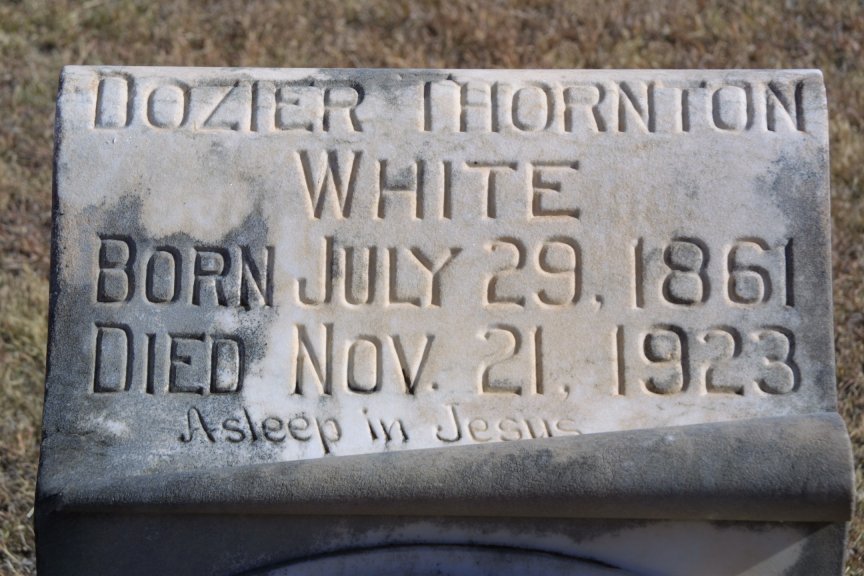 DOZIER THORNTON
WHITE
BORN JULY 29, 1861
DIED NOV. 21, 1923
Asleep in Jesus